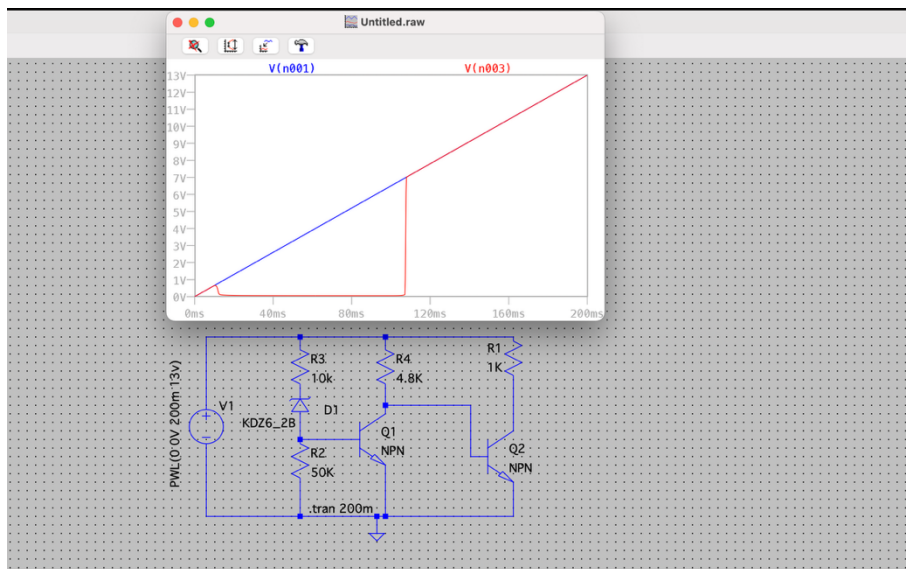 Untitled.raw
V(n001) V(n003)
13V
12V
11V
10V
9V
8V
7V
6V
5V
4V
3V
2V
1V
0V
0ms 40ms 80ms 120ms 160ms 200ms
PWL(0 0V 200m 13v)
V1
R3
10k
D1
KDZ6_2B
R2
50K
R4
4.8K
Q1
NPN
R1
1K
Q2
NPN
.tran 200m